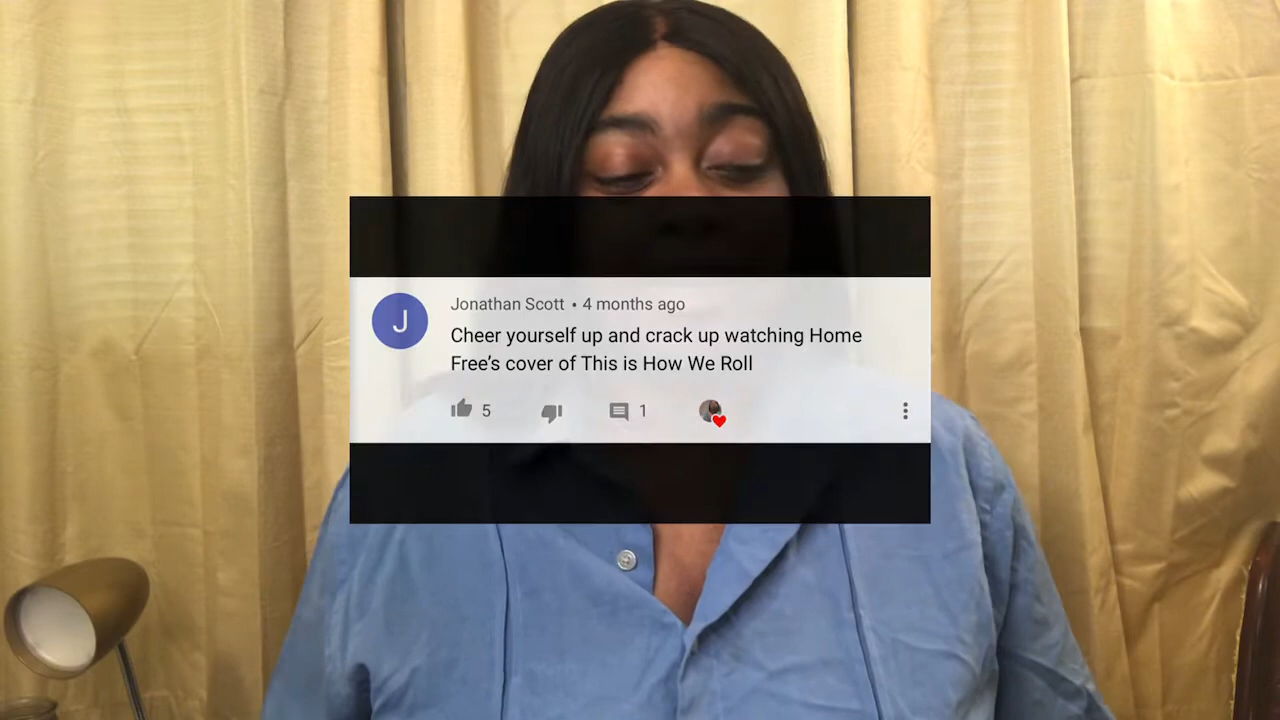 J
Jonathan Scott • 4 months ago
Cheer yourself up and crack up watching Home
Free’s cover of This is How We Roll
5
1